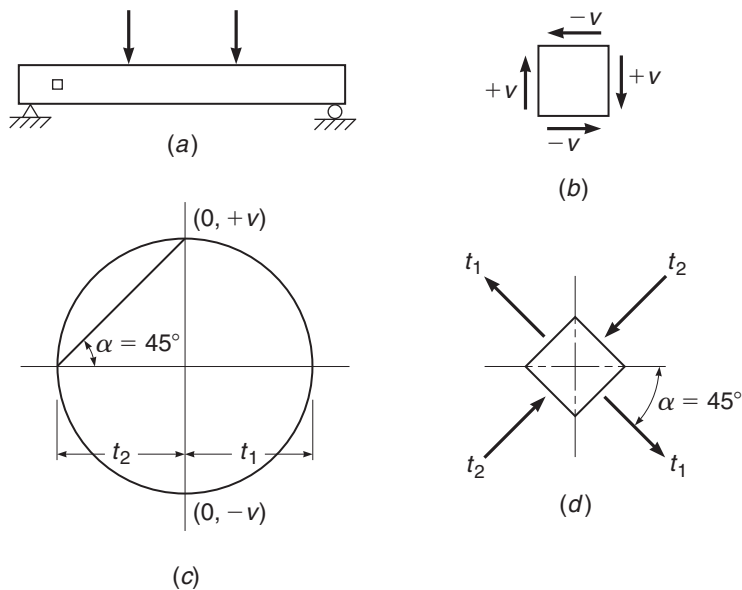 (a)
−v
+v
+v
−v
(b)
(0, +v)
α = 45°
t2
t1
(0, −v)
(c)
t1
t2
α = 45°
t2
t1
(d)